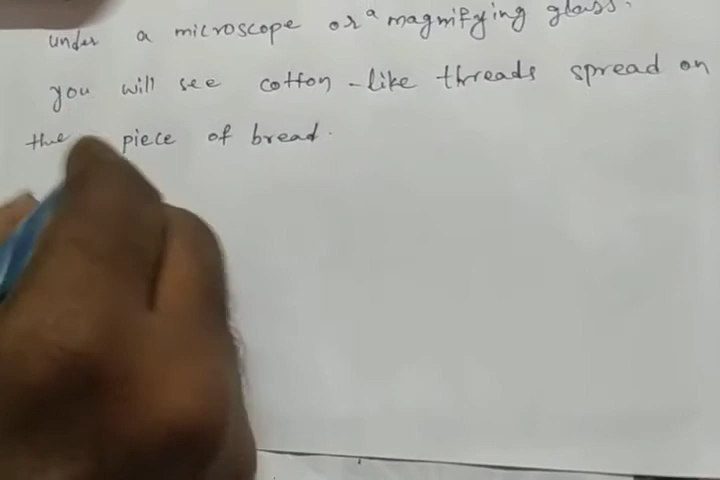 under a microscope or a magnifying glass.
you will see cotton-like threads spread on
the piece of bread.